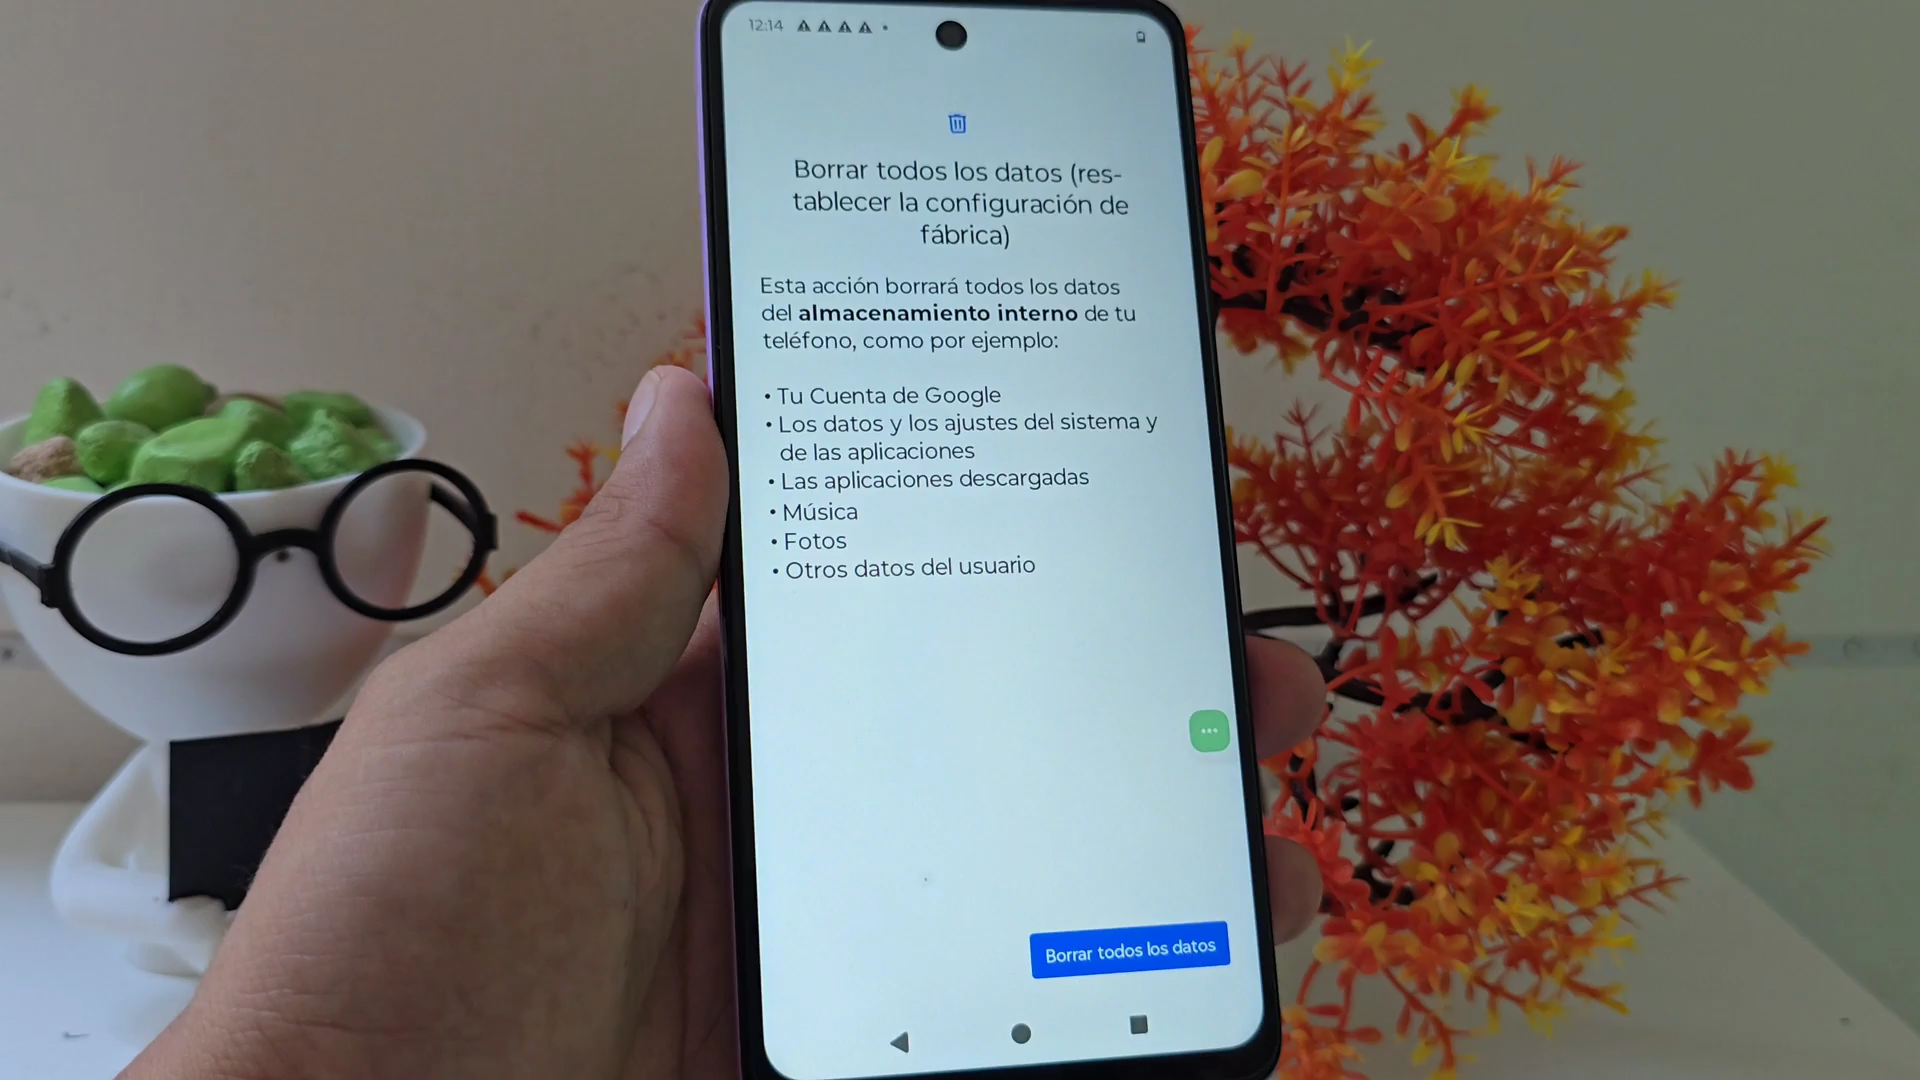 12:14
Borrar todos los datos (res-
tablecer la configuración de
fábrica)
Esta acción borrará todos los datos
del almacenamiento interno de tu
teléfono, como por ejemplo:
• Tu Cuenta de Google
• Los datos y los ajustes del sistema y
de las aplicaciones
• Las aplicaciones descargadas
• Música
• Fotos
• Otros datos del usuario
Borrar todos los datos